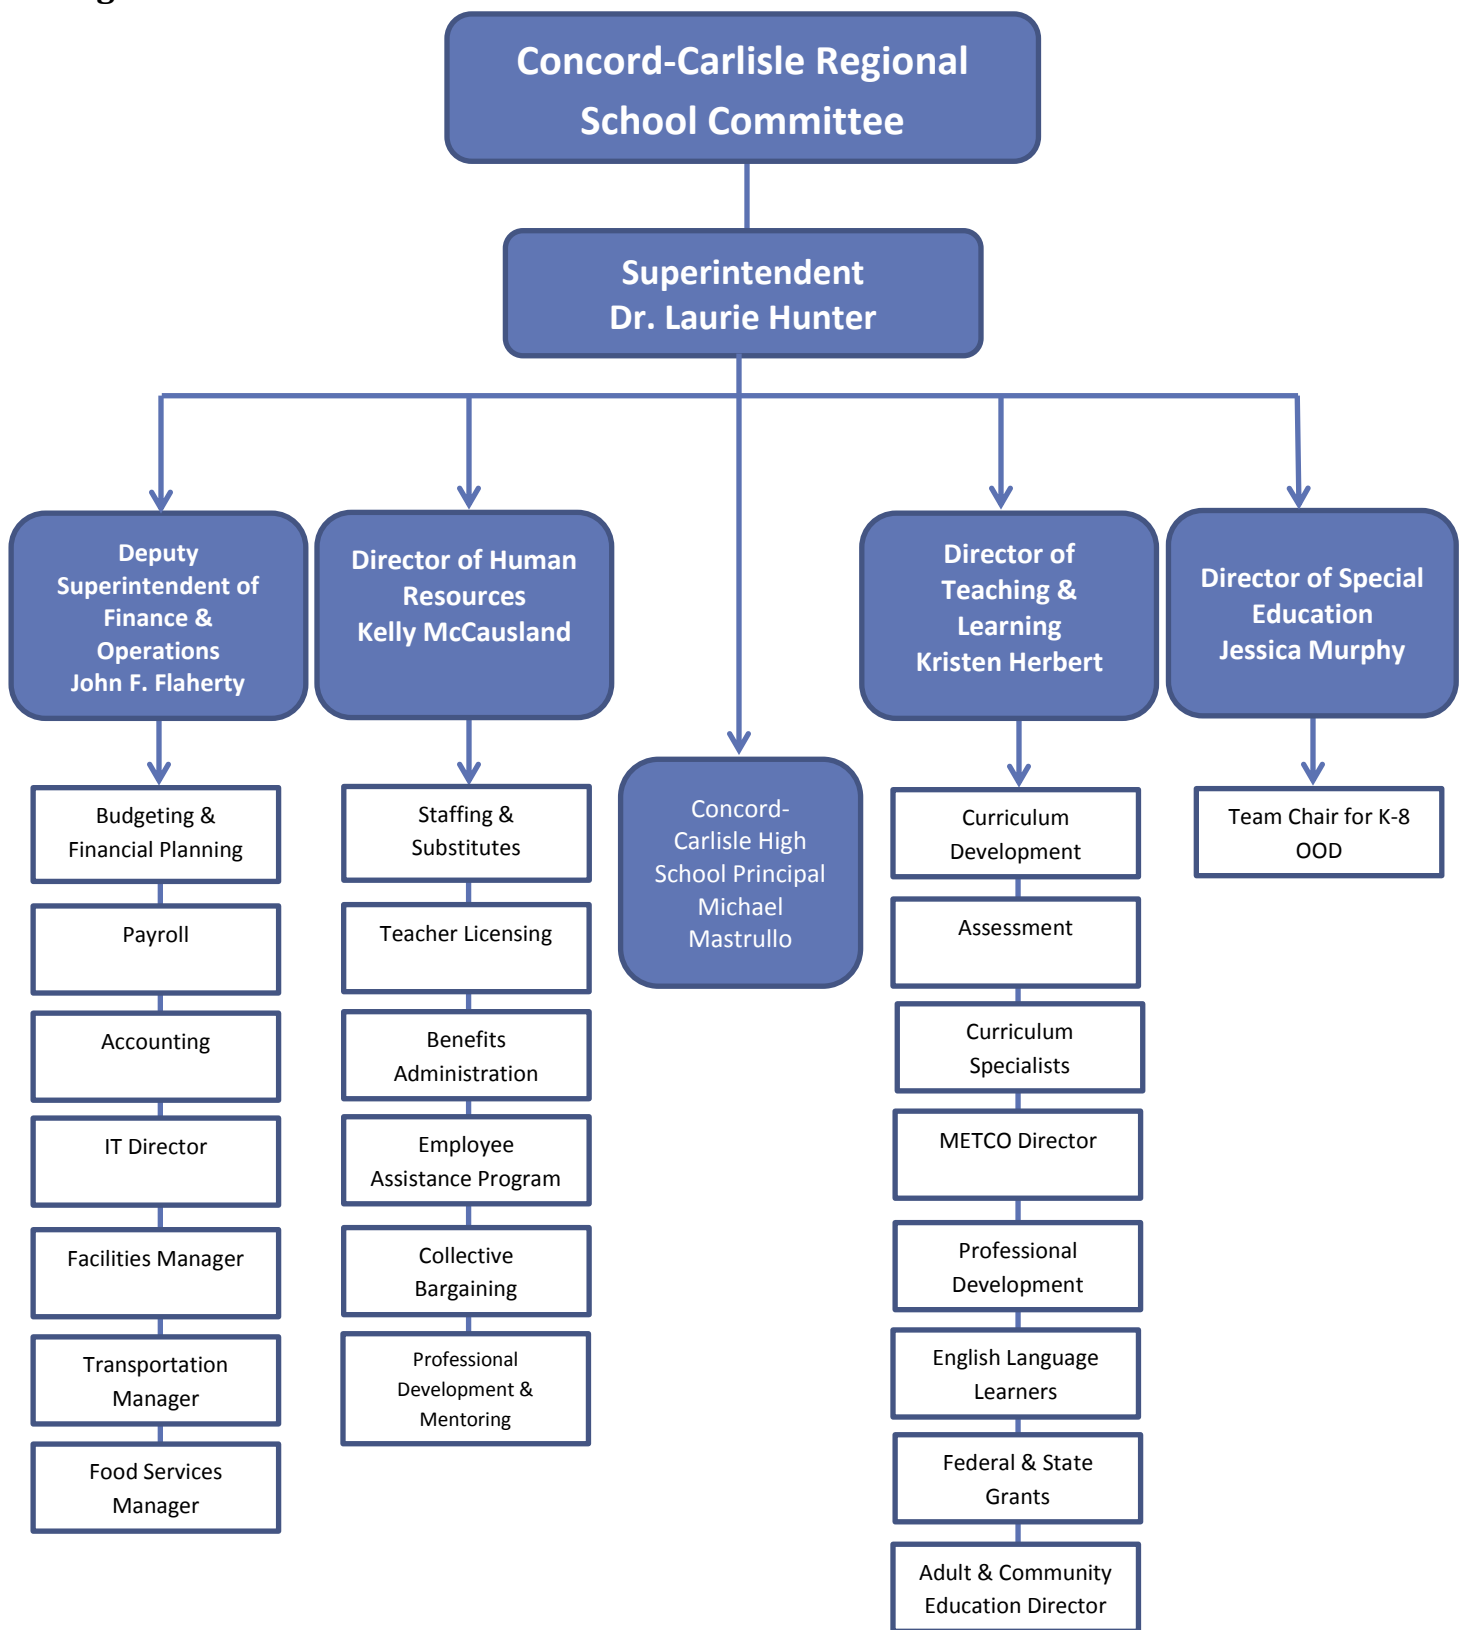 Concord-Carlisle Regional
School Committee
Superintendent
Dr. Laurie Hunter
Deputy
Superintendent of
Finance &
Operations
John F. Flaherty
Director of Human
Resources
Kelly McCausland
Director of
Teaching &
Learning
Kristen Herbert
Director of Special
Education
Jessica Murphy
Concord-
Carlisle High
School Principal
Michael
Mastrullo
Budgeting &
Financial Planning
Payroll
Accounting
IT Director
Facilities Manager
Transportation
Manager
Food Services
Manager
Staffing &
Substitutes
Teacher Licensing
Benefits
Administration
Employee
Assistance Program
Collective
Bargaining
Professional
Development &
Mentoring
Curriculum
Development
Assessment
Curriculum
Specialists
METCO Director
Professional
Development
English Language
Learners
Federal & State
Grants
Adult & Community
Education Director
Team Chair for K-8
OOD